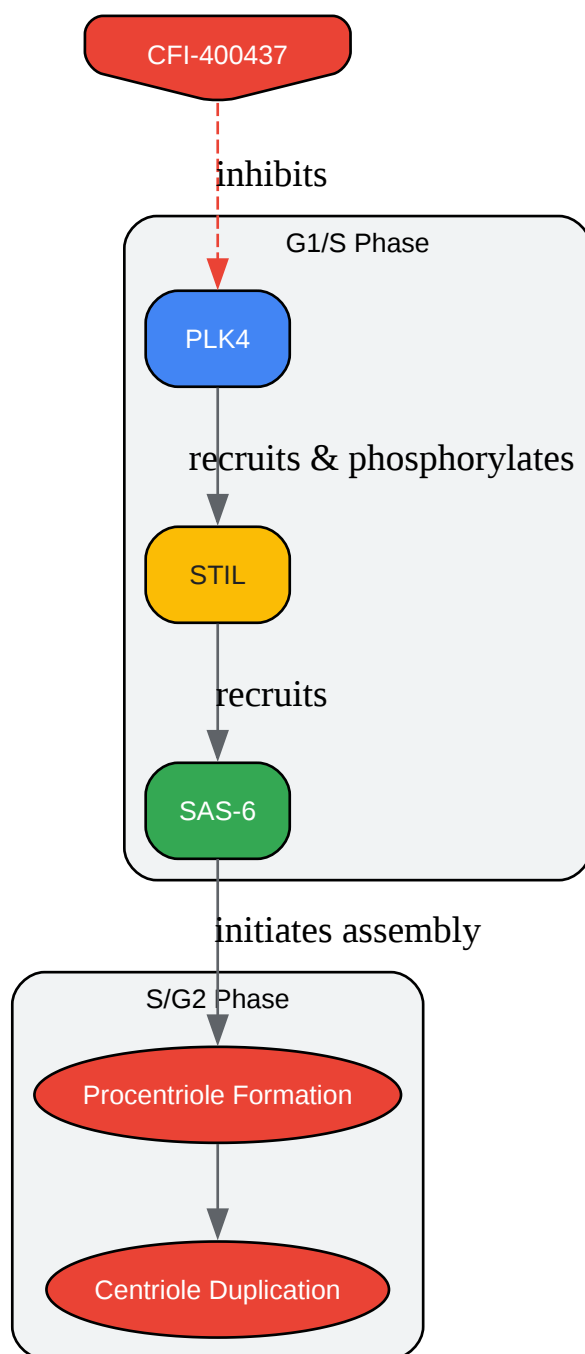 CFI-400437
inhibits
G1/S Phase
PLK4
recruits & phosphorylates
STIL
recruits
SAS-6
initiates assembly
S/G2 Phase
Procentriole Formation
Centriole Duplication